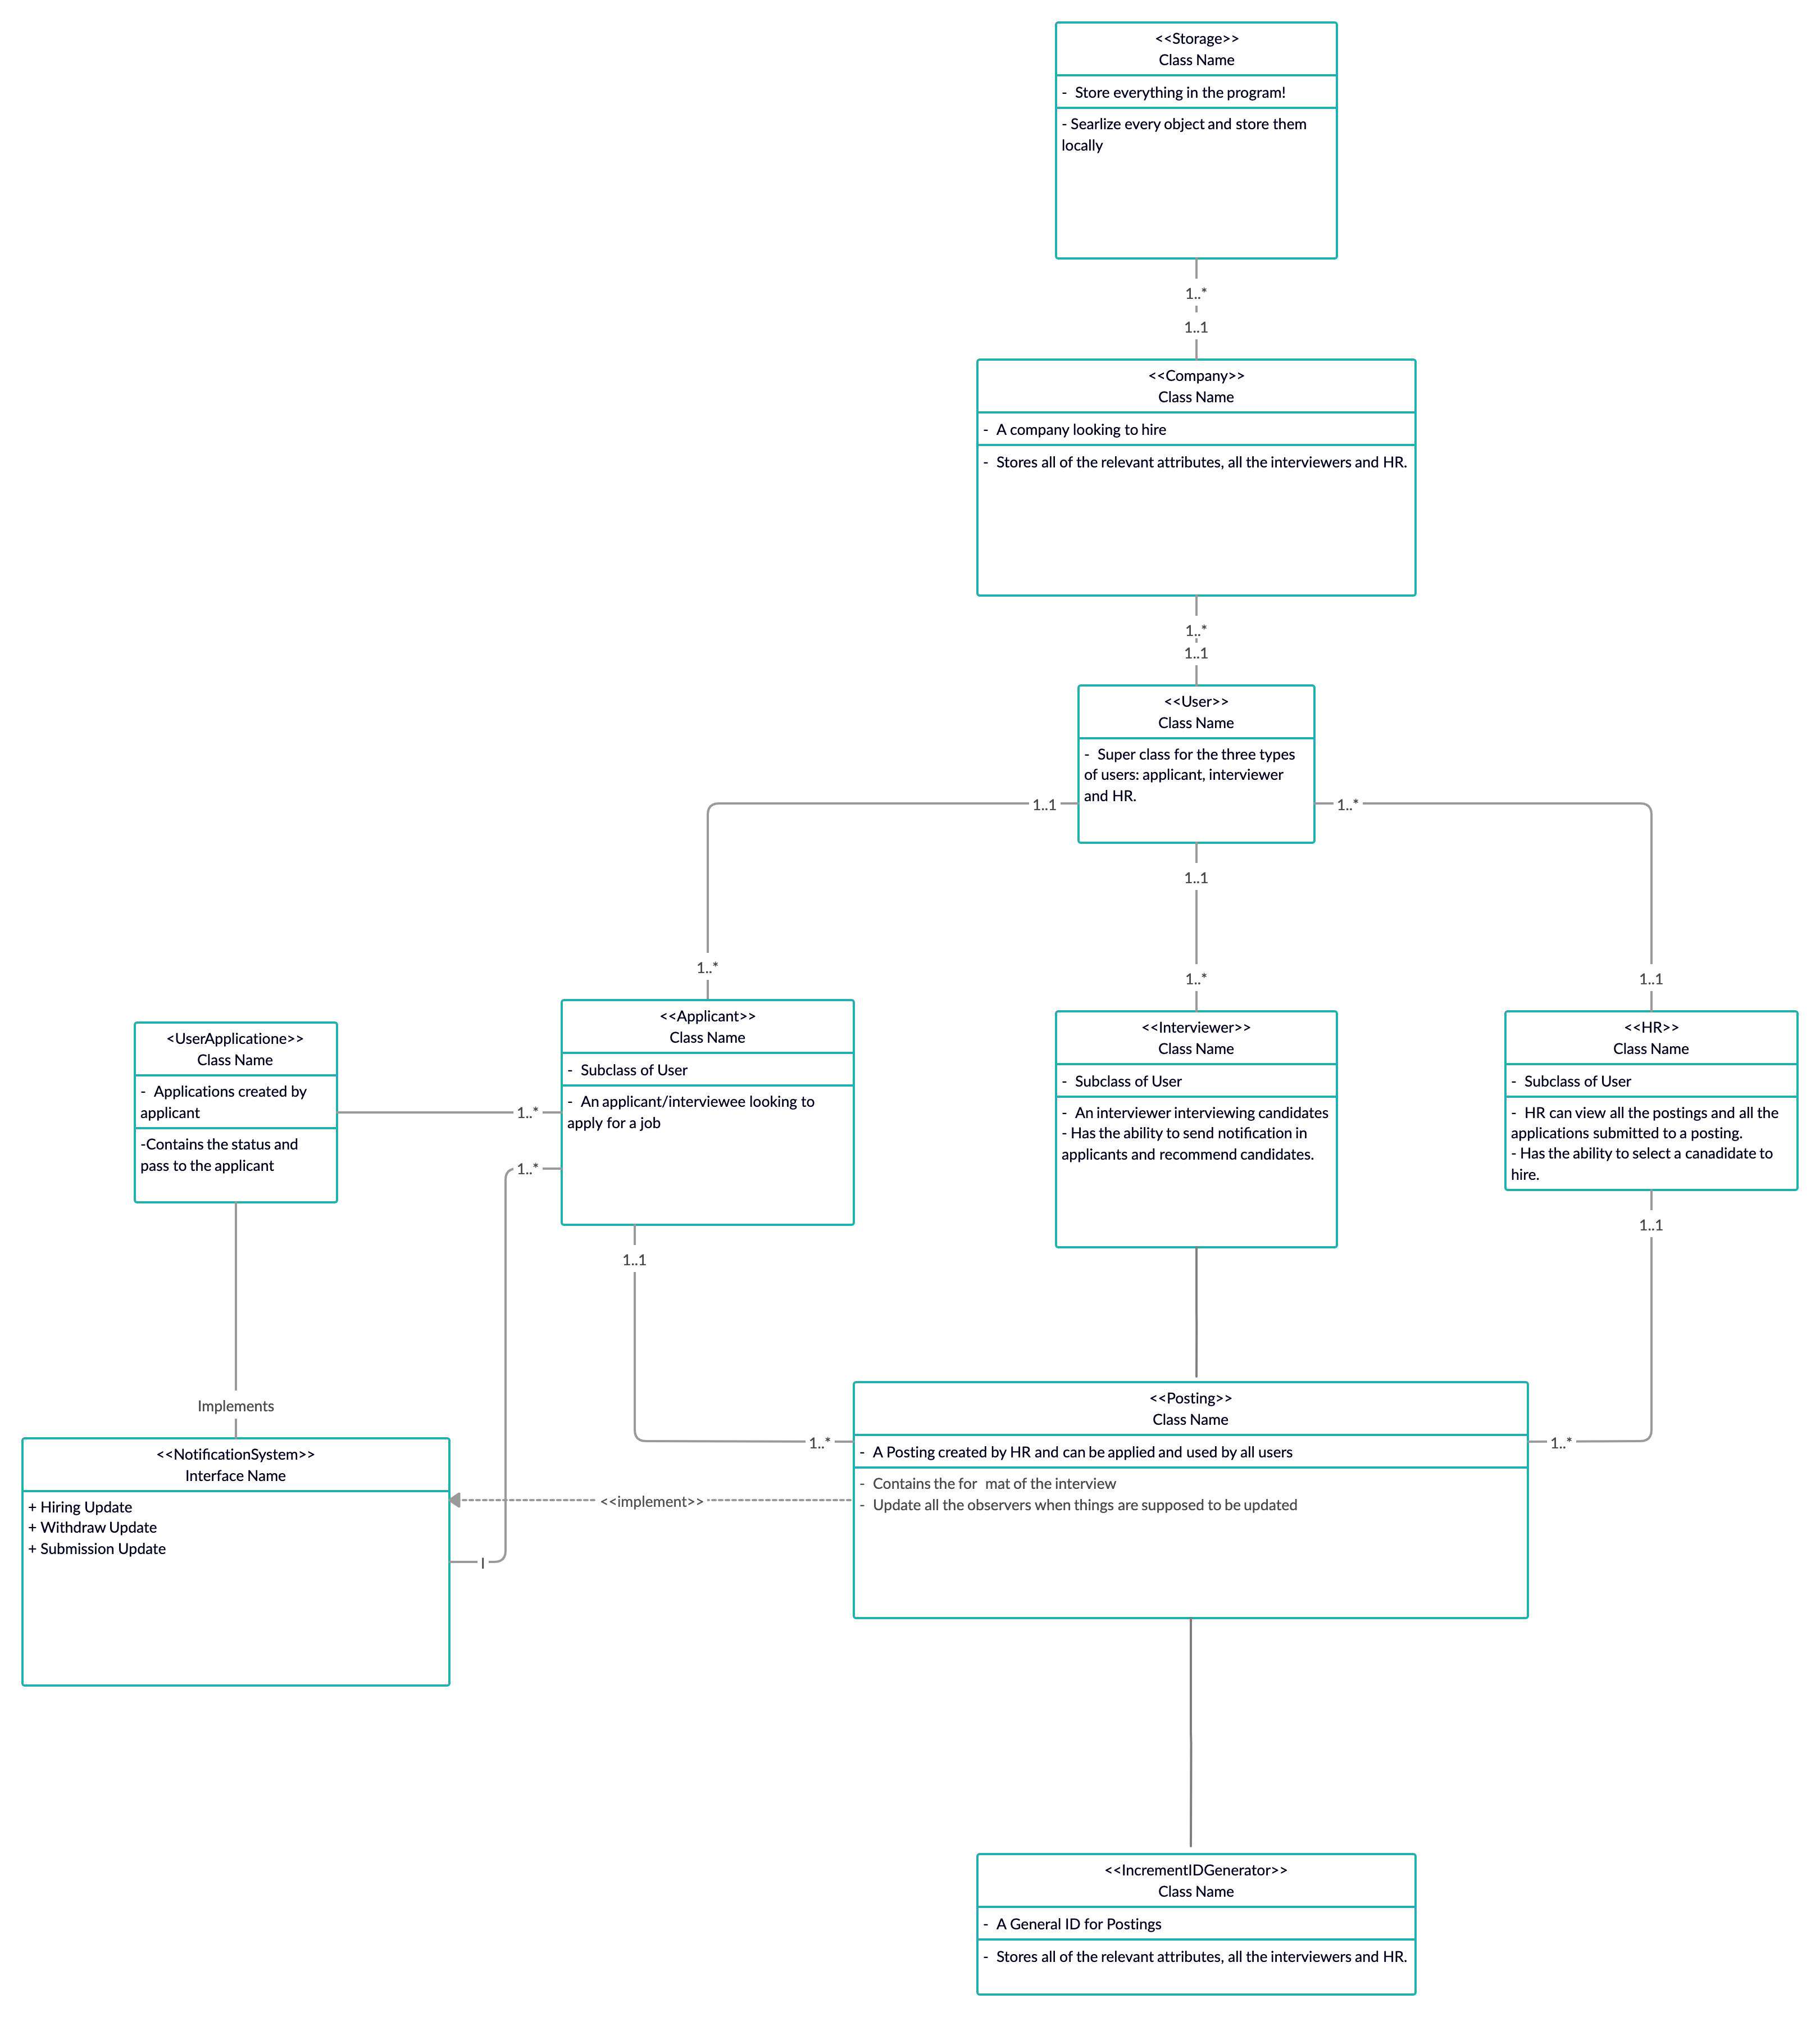 <<Storage>>
Class Name
- Store everything in the program!
- Searlize every object and store them
locally
1..*
1..1
<<Company>>
Class Name
- A company looking to hire
- Stores all of the relevant attributes, all the interviewers and HR.
1..*
1..1
<<User>>
Class Name
- Super class for the three types
of users: applicant, interviewer
and HR.
1..1
1..*
1..1
1..*
1..*
1..1
<UserApplicatione>>
Class Name
- Applications created by
applicant
-Contains the status and
pass to the applicant
1..*
1..*
<<Applicant>>
Class Name
- Subclass of User
- An applicant/interviewee looking to
apply for a job
<<Interviewer>>
Class Name
- Subclass of User
- An interviewer interviewing candidates
- Has the ability to send notification in
applicants and recommend candidates.
<<HR>>
Class Name
- Subclass of User
- HR can view all the postings and all the
applications submitted to a posting.
- Has the ability to select a canadidate to
hire.
1..1
1..1
Implements
1..*
1..*
<<NotificationSystem>>
Interface Name
+ Hiring Update
+ Withdraw Update
+ Submission Update
<<implement>>
I
<<Posting>>
Class Name
- A Posting created by HR and can be applied and used by all users
- Contains the for mat of the interview
- Update all the observers when things are supposed to be updated
<<IncrementIDGenerator>>
Class Name
- A General ID for Postings
- Stores all of the relevant attributes, all the interviewers and HR.